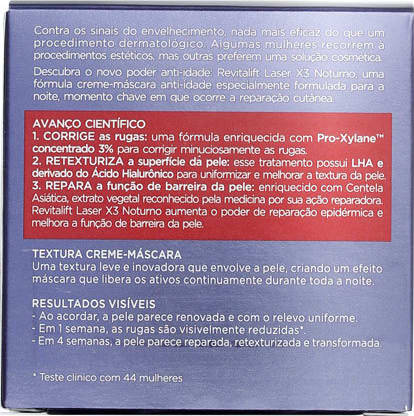 Contra os sinais do envelhecimento, nada mais eficaz do que um
procedimento dermatológico. Algumas mulheres recorrem à
procedimentos estéticos, mas outras preferem uma solução cosmética.
Descubra o novo poder anti-idade: Revitalift Laser X3 Noturno, uma
fórmula creme-máscara anti-idade especialmente formulada para a
noite, momento chave em que ocorre a reparação cutânea.
AVANÇO CIENTÍFICO
1. CORRIGE as rugas: uma fórmula enriquecida com Pro-Xylane™
concentrado 3% para corrigir minuciosamente as rugas.
2. RETEXTURIZA a superfície da pele: esse tratamento possui LHA e
derivado do Ácido Hialurônico para uniformizar e melhorar a textura da pele.
3. REPARA a função de barreira da pele: enriquecido com Centela
Asiática, extrato vegetal reconhecido pela medicina por sua ação reparadora.
Revitalift Laser X3 Noturno aumenta o poder de reparação epidérmica e
melhora a função de barreira da pele.
TEXTURA CREME-MÁSCARA
Uma textura leve e inovadora que envolve a pele, criando um efeito
máscara que libera os ativos continuamente durante toda a noite.
RESULTADOS VISÍVEIS
- Ao acordar, a pele parece renovada e com o relevo uniforme.
- Em 1 semana, as rugas são visivelmente reduzidas*.
- Em 4 semanas, a pele parece reparada, retexturizada e transformada.
* Teste clínico com 44 mulheres